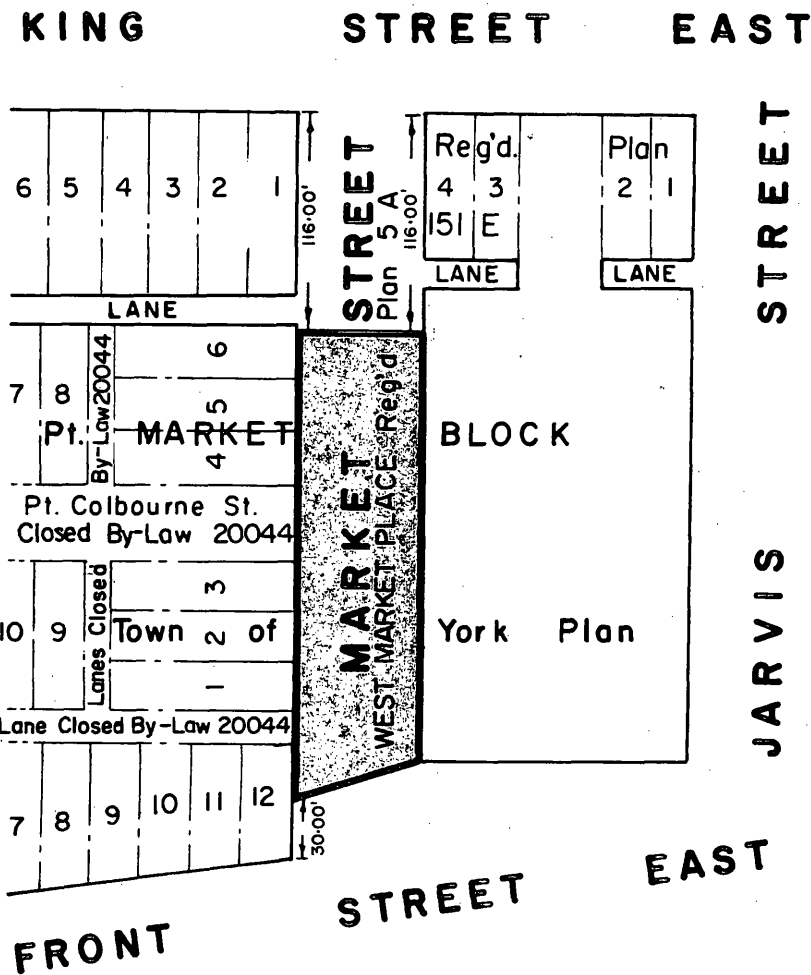 KING STREET EAST
JARVIS STREET
MARKET STREET
WEST MARKET PLACE Reg'd Plan 5 A
116·00'
116·00'
6 5 4 3 2 1
Reg'd. Plan
4 3 2 1
151 E
LANE LANE
LANE
7 8
By-Law 20044
6
5
4
Pt. MARKET BLOCK
Pt. Colbourne St.
Closed By-Law 20044
10 9
Lanes Closed
3
2
1
Town of York Plan
Lane Closed By-Law 20044
7 8 9 10 11 12
30·00'
FRONT STREET EAST